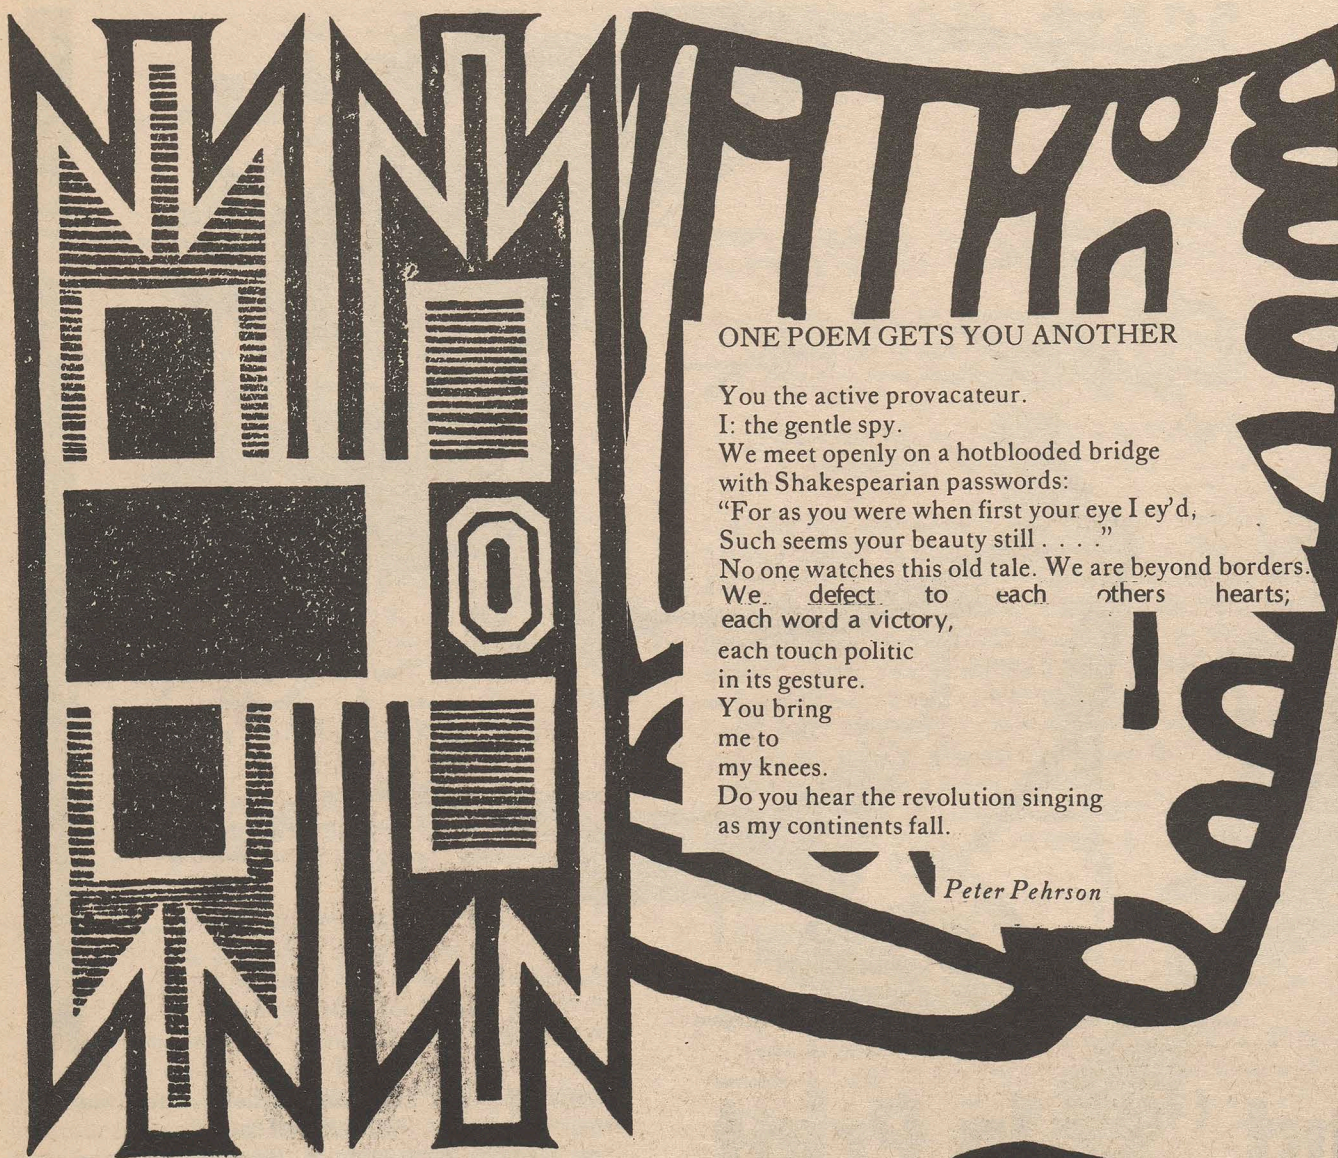 ONE POEM GETS YOU ANOTHER
You the active provacateur.
I: the gentle spy.
We meet openly on a hotblooded bridge
with Shakespearian passwords:
“For as you were when first your eye I ey’d,
Such seems your beauty still . . . .”
No one watches this old tale. We are beyond borders.
We defect to each others hearts;
each word a victory,
each touch politic
in its gesture.
You bring
me to
my knees.
Do you hear the revolution singing
as my continents fall.
Peter Pehrson